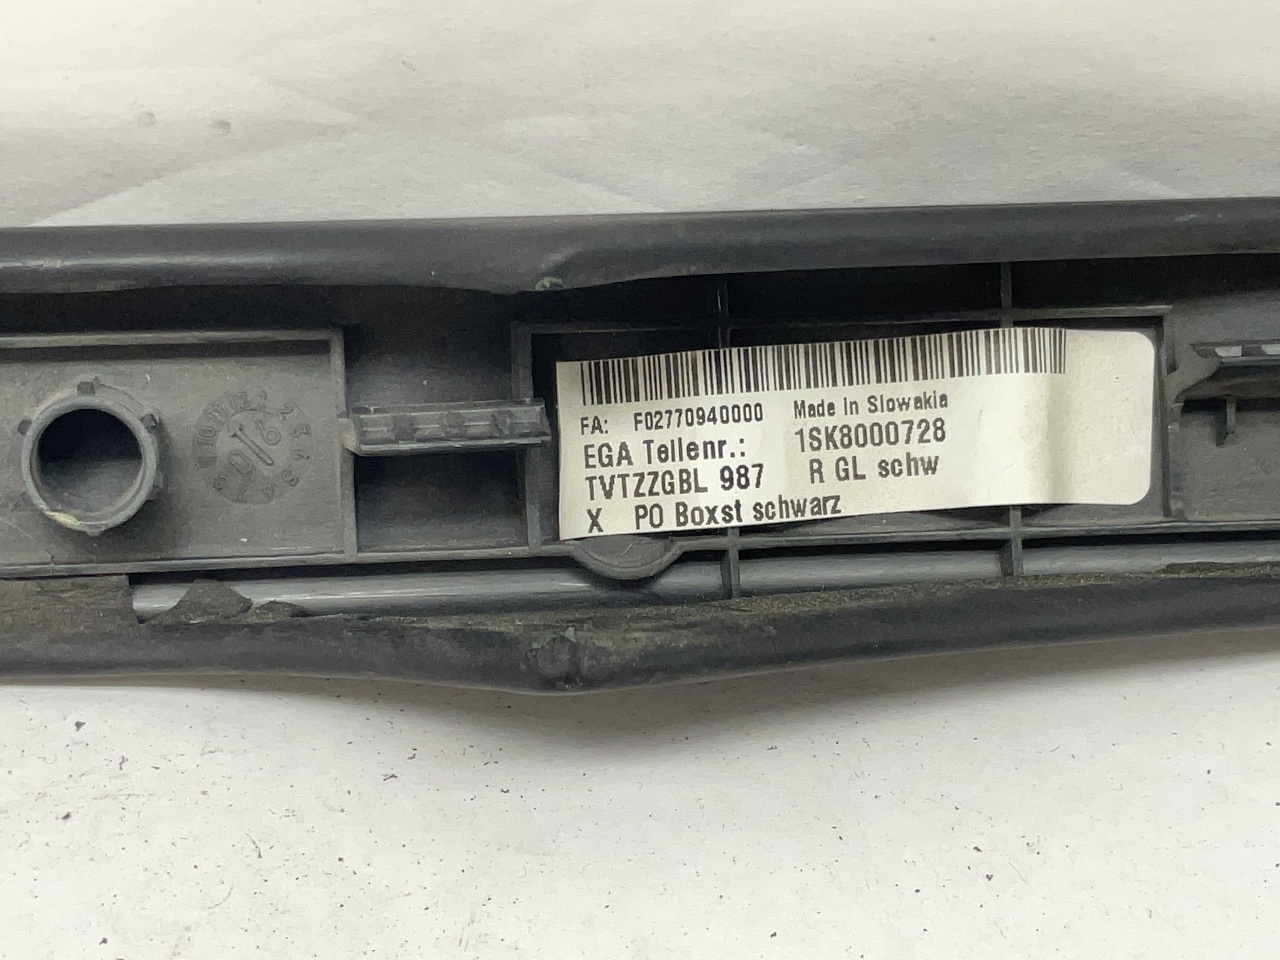 FA: F02770940000 Made in Slowakia
EGA Teilenr.: 1SK8000728
TVTZZGBL 987 R GL schw
X PO Boxst schwarz